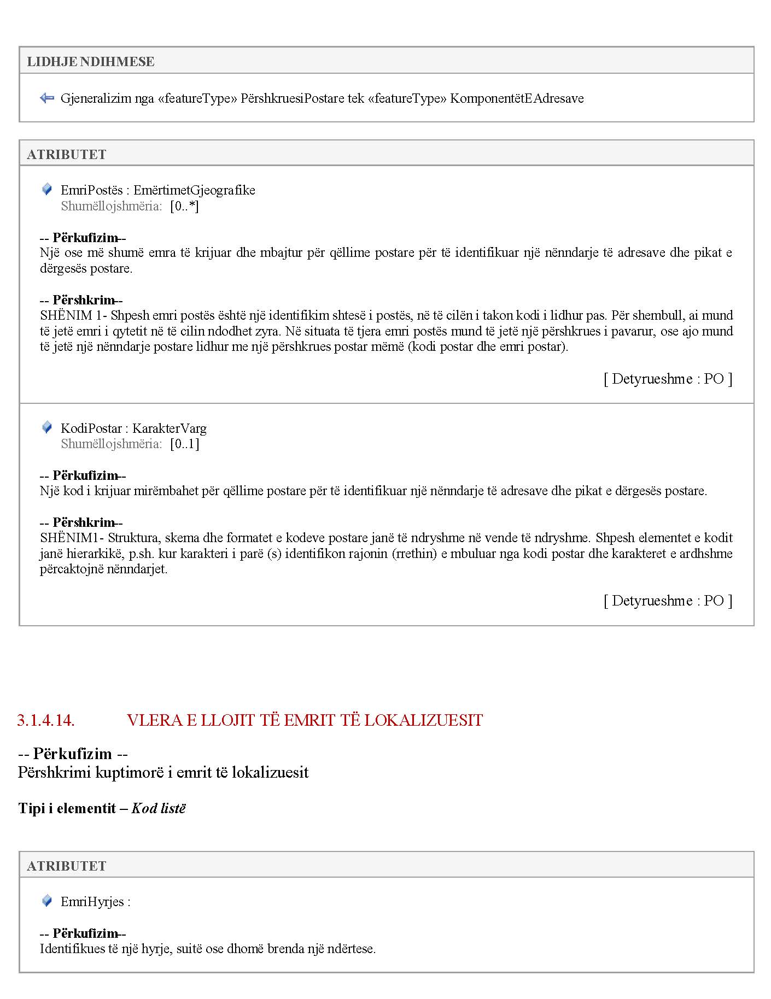 LIDHJE NDIHMESE
Gjeneralizim nga «featureType» PërshkruesiPostare tek «featureType» KomponentëtEAdresave
ATRIBUTET
EmriPostës : EmërtimetGjeografike
Shumëllojshmëria: [0..*]
-- Përkufizim--
Një ose më shumë emra të krijuar dhe mbajtur për qëllime postare për të identifikuar një nënndarje të adresave dhe pikat e
dërgesës postare.
-- Përshkrim--
SHËNIM 1- Shpesh emri postës është një identifikim shtesë i postës, në të cilën i takon kodi i lidhur pas. Për shembull, ai mund
të jetë emri i qytetit në të cilin ndodhet zyra. Në situata të tjera emri postës mund të jetë një përshkrues i pavarur, ose ajo mund
të jetë një nënndarje postare lidhur me një përshkrues postar mëmë (kodi postar dhe emri postar).
[ Detyrueshme : PO ]
KodiPostar : KarakterVarg
Shumëllojshmëria: [0..1]
-- Përkufizim--
Një kod i krijuar mirëmbahet për qëllime postare për të identifikuar një nënndarje të adresave dhe pikat e dërgesës postare.
-- Përshkrim--
SHËNIM1- Struktura, skema dhe formatet e kodeve postare janë të ndryshme në vende të ndryshme. Shpesh elementet e kodit
janë hierarkikë, p.sh. kur karakteri i parë (s) identifikon rajonin (rrethin) e mbuluar nga kodi postar dhe karakteret e ardhshme
përcaktojnë nënndarjet.
[ Detyrueshme : PO ]
3.1.4.14. VLERA E LLOJIT TË EMRIT TË LOKALIZUESIT
-- Përkufizim --
Përshkrimi kuptimorë i emrit të lokalizuesit
Tipi i elementit – Kod listë
ATRIBUTET
EmriHyrjes :
-- Përkufizim--
Identifikues të një hyrje, suitë ose dhomë brenda një ndërtese.